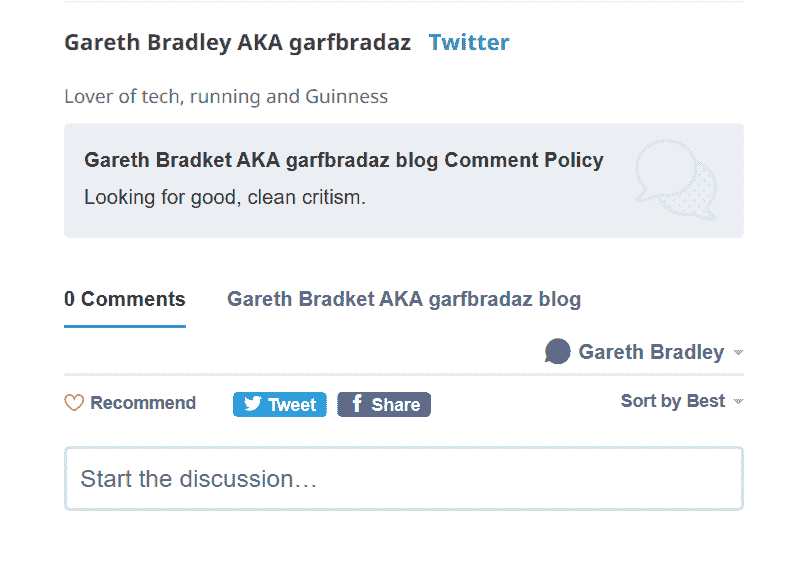 Gareth Bradley AKA garfbradaz Twitter
Lover of tech, running and Guinness
Gareth Bradket AKA garfbradaz blog Comment Policy
Looking for good, clean critism.
0 Comments Gareth Bradket AKA garfbradaz blog
Gareth Bradley
Recommend Tweet Share Sort by Best
Start the discussion…